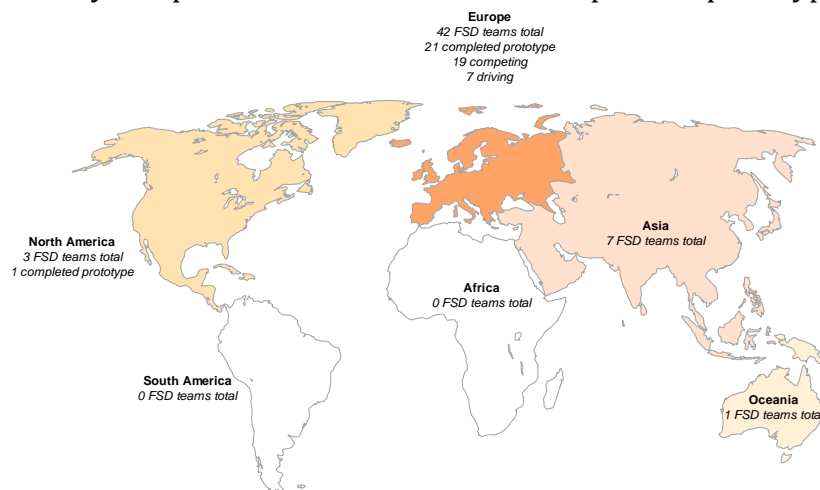 Europe
42 FSD teams total
21 completed prototype
19 competing
7 driving
North America
3 FSD teams total
1 completed prototype
Asia
7 FSD teams total
Africa
0 FSD teams total
South America
0 FSD teams total
Oceania
1 FSD teams tota